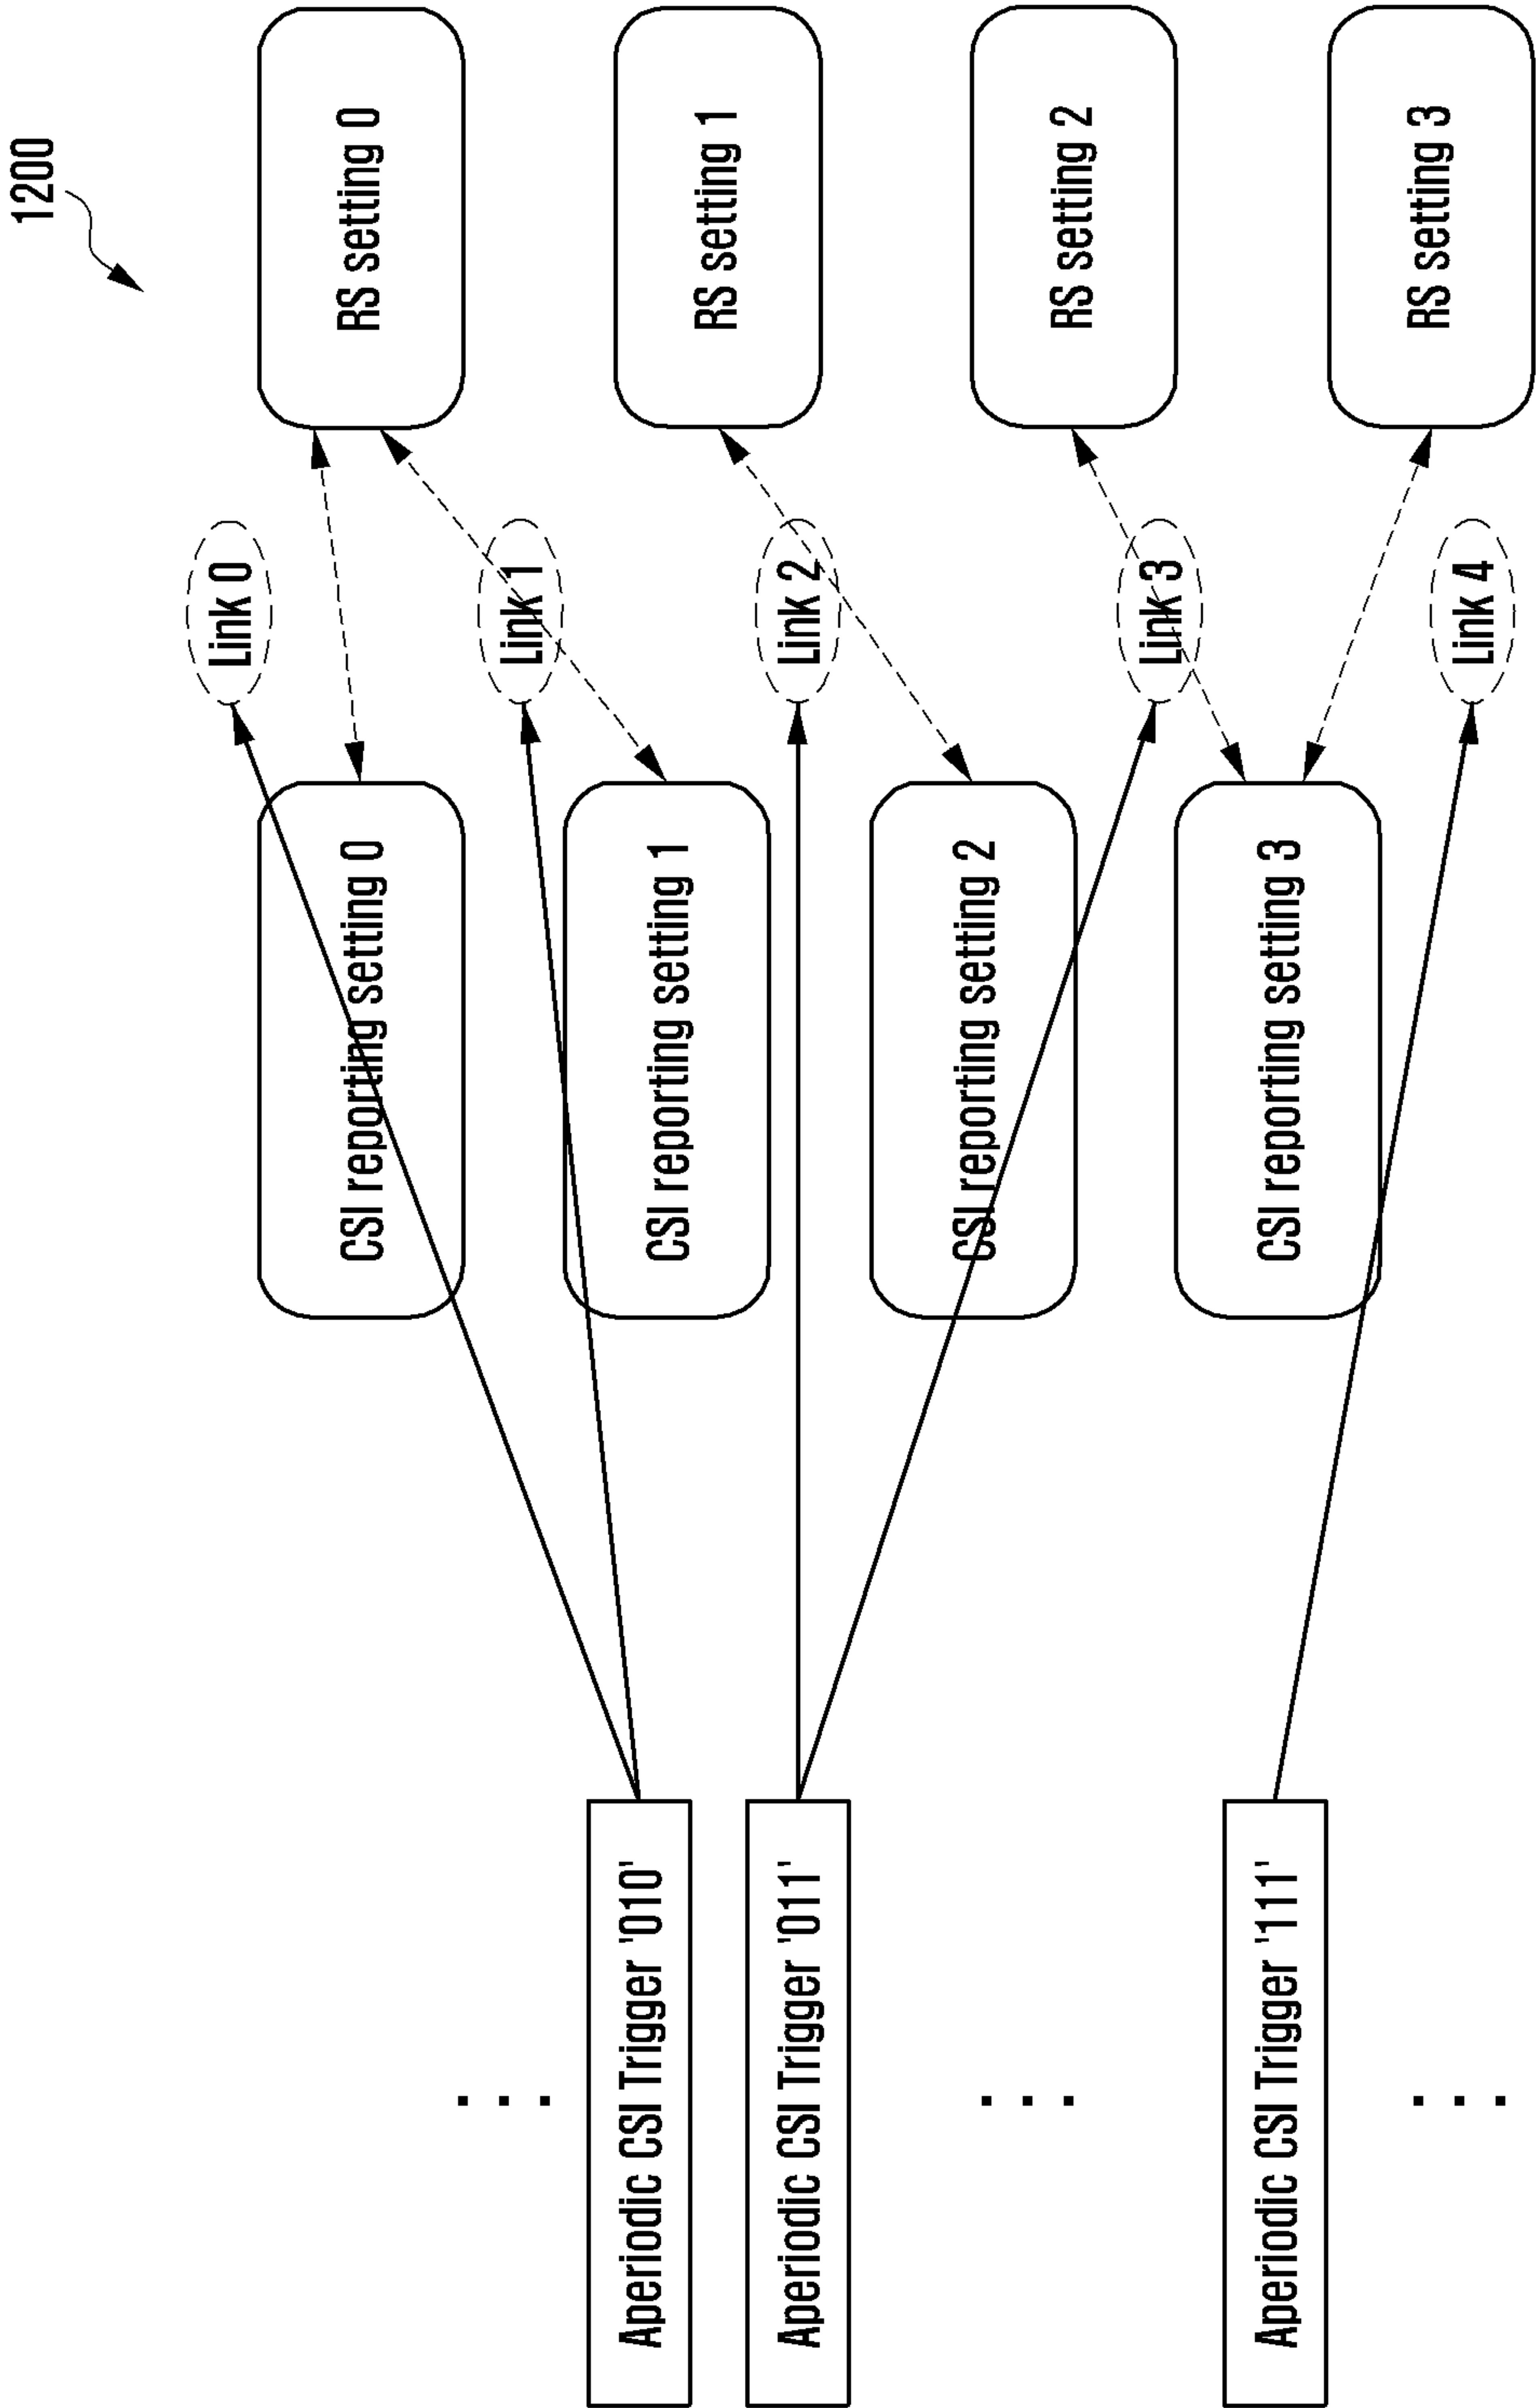 1200
Aperiodic CSI Trigger '010'
Aperiodic CSI Trigger '011'
Aperiodic CSI Trigger '111'
CSI reporting setting 0
CSI reporting setting 1
CSI reporting setting 2
CSI reporting setting 3
Link 0
Link 1
Link 2
Link 3
Link 4
RS setting 0
RS setting 1
RS setting 2
RS setting 3